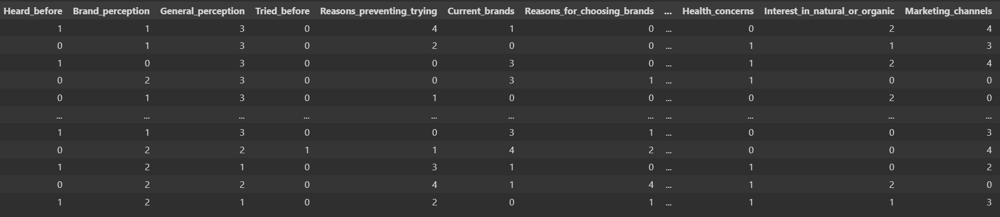 Heard_before Brand_perception General_perception Tried_before Reasons_preventing_trying Current_brands Reasons_for_choosing_brands ... Health_concerns Interest_in_natural_or_organic Marketing_channels
1 1 3 0 4 1 0 ... 0 2 4
0 1 3 0 2 0 0 ... 1 1 3
1 0 3 0 0 3 0 ... 1 2 4
0 2 3 0 0 3 1 ... 1 0 0
0 1 3 0 1 0 0 ... 0 2 0
... ... ... ... ... ... ... ... ... ... ...
1 1 3 0 0 3 1 ... 0 0 3
0 2 2 1 1 4 2 ... 0 0 4
1 2 1 0 3 1 0 ... 1 0 2
0 2 2 0 4 1 4 ... 1 2 0
1 2 1 0 2 0 1 ... 1 1 3